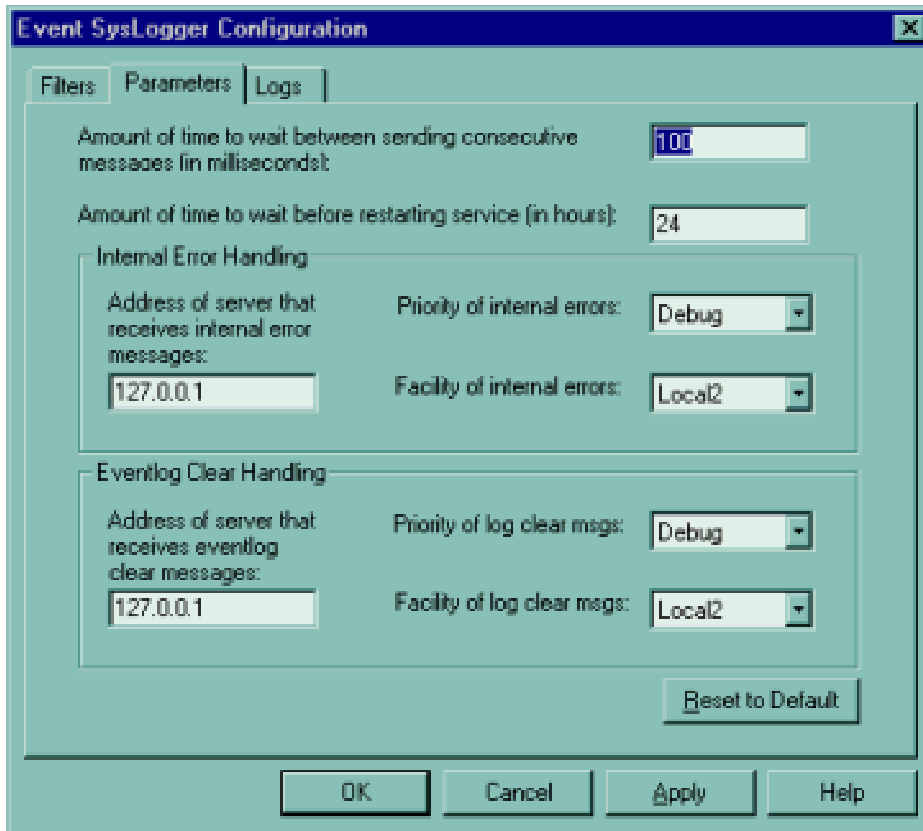 Event SysLogger Configuration
Filters
Parameters
Logs
Amount of time to wait between sending consecutive
messages (in milliseconds):
100
Amount of time to wait before restarting service (in hours):
24
Internal Error Handling
Address of server that
receives internal error
messages:
127.0.0.1
Priority of internal errors:
Debug
Facility of internal errors:
Local2
Eventlog Clear Handling
Address of server that
receives eventlog
clear messages:
127.0.0.1
Priority of log clear msgs:
Debug
Facility of log clear msgs:
Local2
Reset to Default
OK
Cancel
Apply
Help